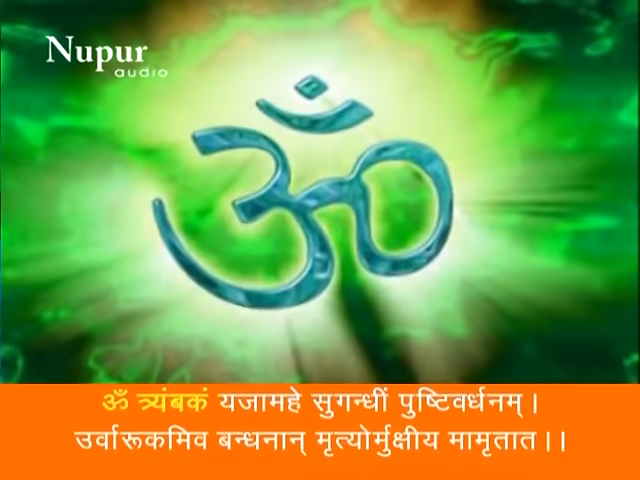 Nupur
audio
ॐ
ॐ त्र्यंबकं यजामहे सुगन्धीं पुष्टिवर्धनम्।
उर्वारूकमिव बन्धनान् मृत्योर्मुक्षीय मामृतात।।